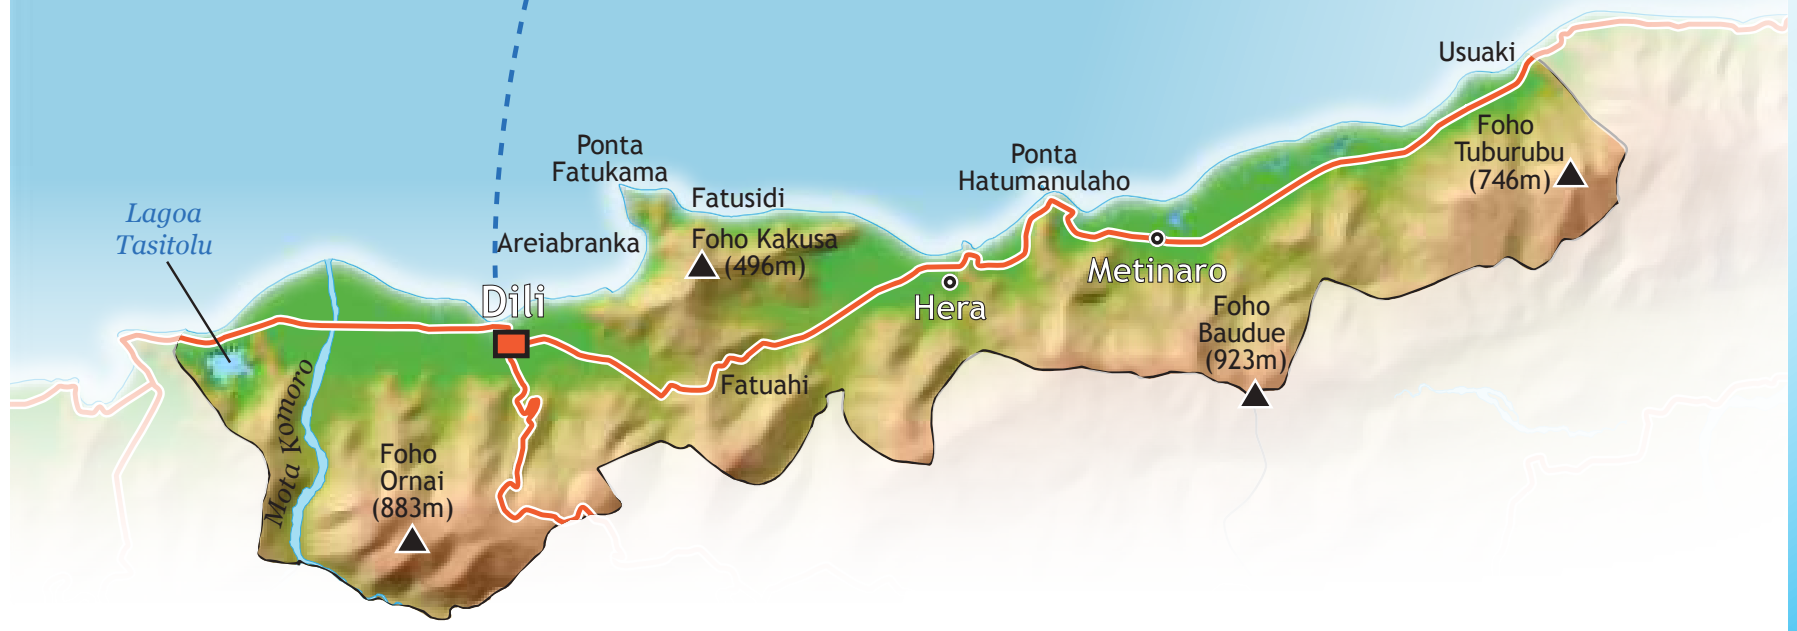 Usuaki
Foho
Tuburubu
(746m)
Ponta
Fatukama
Ponta
Hatumanulaho
Fatusidi
Lagoa
Tasitolu
Areiabranka
Foho Kakusa
(496m)
Metinaro
Dili
Hera
Foho
Baudue
(923m)
Fatuahi
Mota Komoro
Foho
Ornai
(883m)